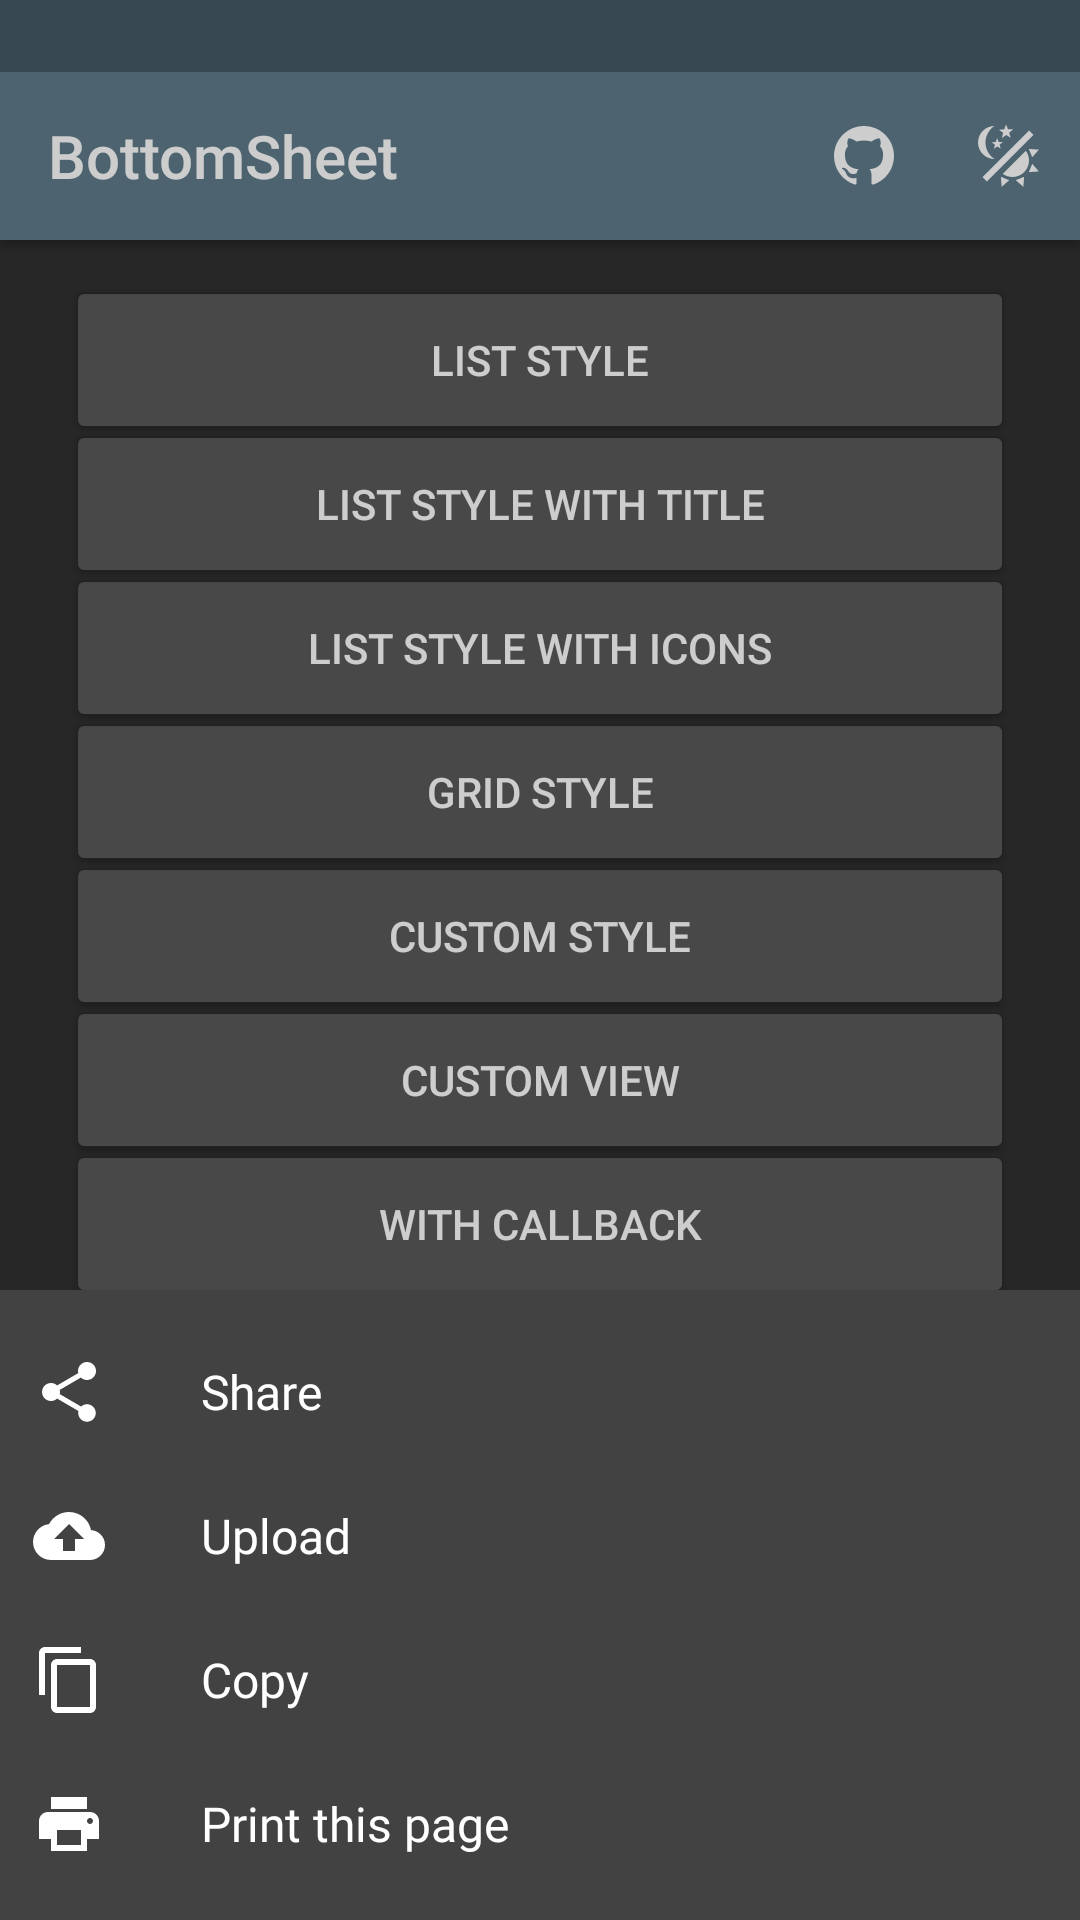 BottomSheet
LIST STYLE
LIST STYLE WITH TITLE
LIST STYLE WITH ICONS
GRID STYLE
CUSTOM STYLE
CUSTOM VIEW
WITH CALLBACK
Share
Upload
Copy
Print this page